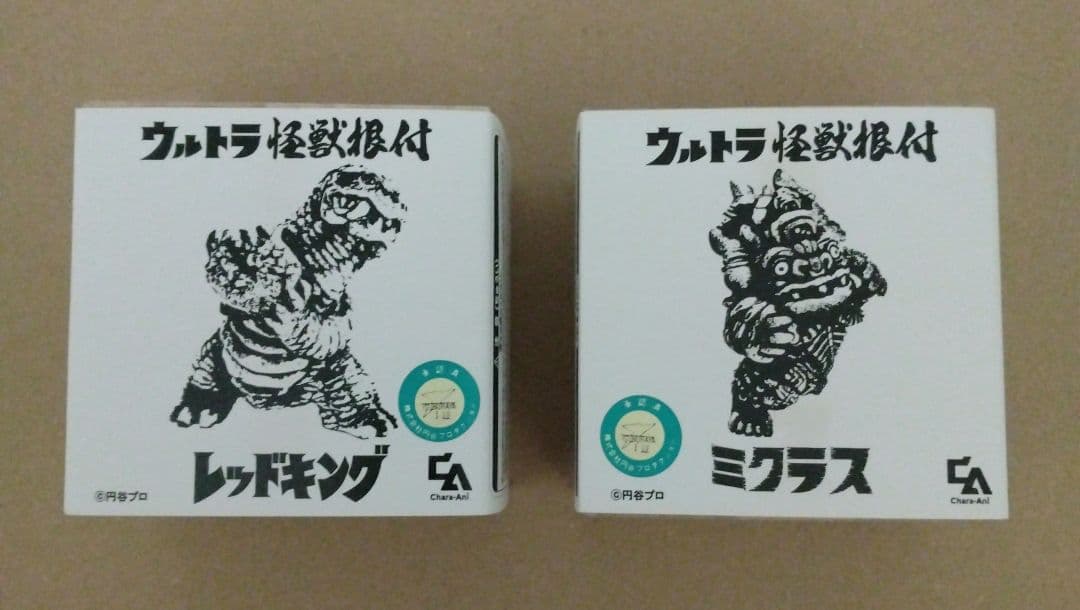 ウルトラ怪獣根付
レッドキング
©円谷プロ
CA
Chara-Ani
ウルトラ怪獣根付
ミクラス
©円谷プロ
CA
Chara-Ani